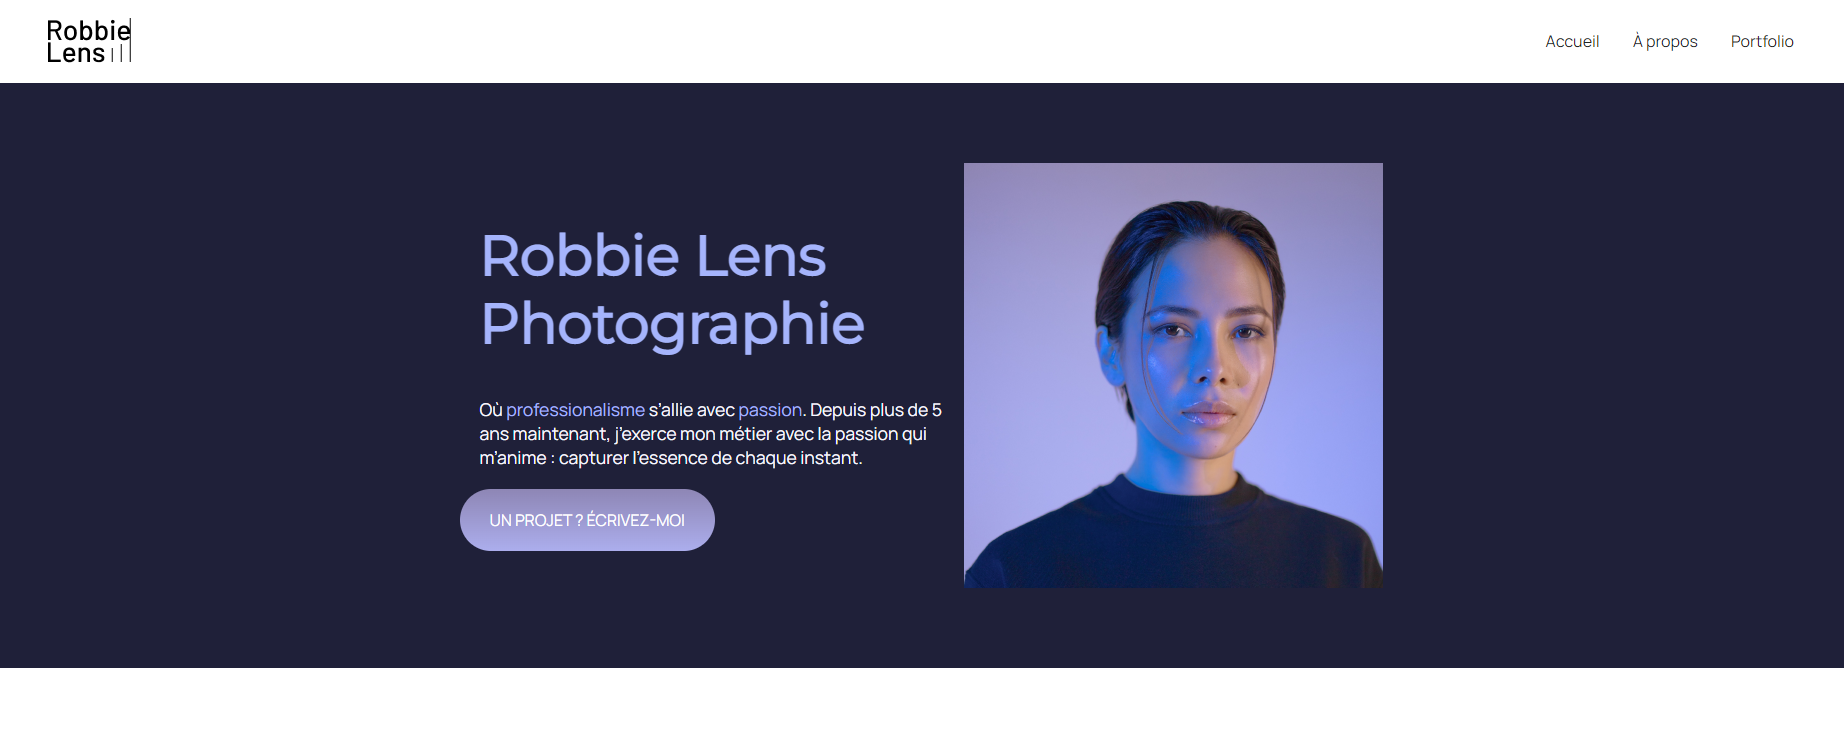 Robbie
Lens
Accueil
À propos
Portfolio
Robbie Lens
Photographie
Où professionalisme s’allie avec passion. Depuis plus de 5
ans maintenant, j’exerce mon métier avec la passion qui
m’anime : capturer l’essence de chaque instant.
UN PROJET ? ÉCRIVEZ-MOI